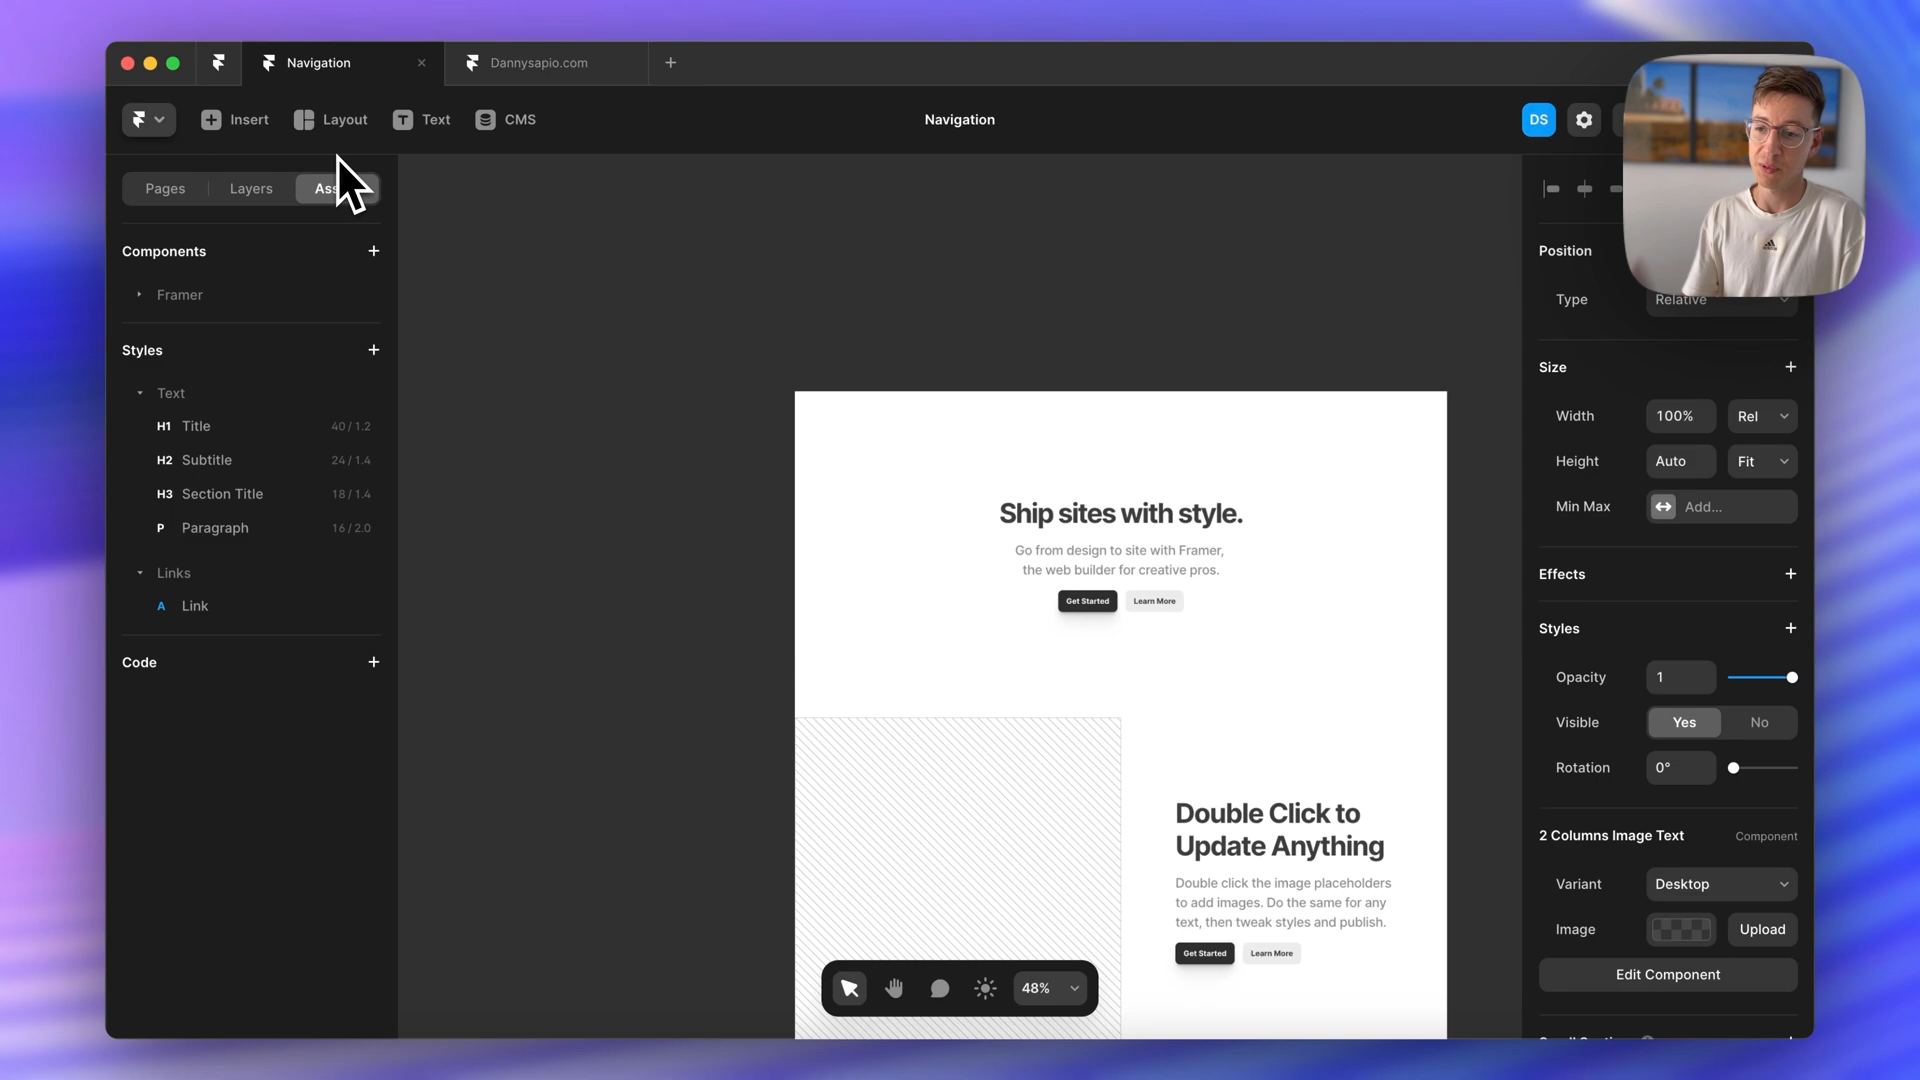 Navigation
Dannysapio.com
Insert
Layout
Text
CMS
Navigation
DS
Pages
Layers
Ass
Components
Framer
Styles
Text
H1 Title 40 / 1.2
H2 Subtitle 24 / 1.4
H3 Section Title 18 / 1.4
P Paragraph 16 / 2.0
Links
A Link
Code
Ship sites with style.
Go from design to site with Framer,
the web builder for creative pros.
Get Started
Learn More
Double Click to
Update Anything
Double click the image placeholders
to add images. Do the same for any
text, then tweak styles and publish.
Get Started
Learn More
48%
Position
Type Relative
Size
Width 100% Rel
Height Auto Fit
Min Max Add...
Effects
Styles
Opacity 1
Visible Yes No
Rotation 0°
2 Columns Image Text Component
Variant Desktop
Image Upload
Edit Component